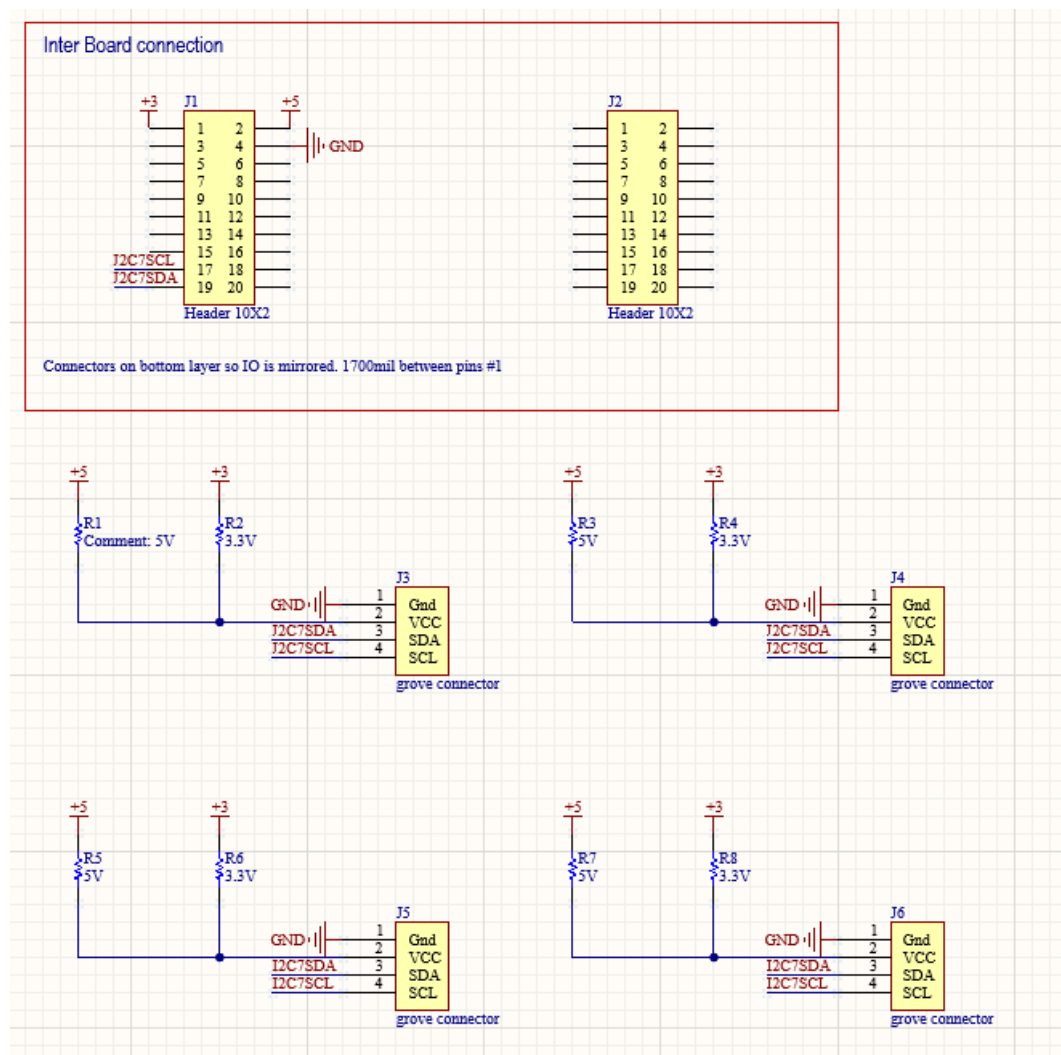 Inter Board connection
+3 J1 +5 J2
1 2 1 2
3 4 GND 3 4
5 6 5 6
7 8 7 8
9 10 9 10
11 12 11 12
13 14 13 14
15 16 15 16
J2C7SCL 17 18 17 18
J2C7SDA 19 20 19 20
Header 10X2 Header 10X2
Connectors on bottom layer so IO is mirrored. 1700mil between pins #1
+5 +3 +5 +3
R1 R2 R3 R4
Comment: 5V 3.3V 5V 3.3V
J3 J4
GND 1 Gnd GND 1 Gnd
2 VCC 2 VCC
J2C7SDA 3 SDA J2C7SDA 3 SDA
J2C7SCL 4 SCL J2C7SCL 4 SCL
grove connector grove connector
+5 +3 +5 +3
R5 R6 R7 R8
5V 3.3V 5V 3.3V
J5 J6
GND 1 Gnd GND 1 Gnd
2 VCC 2 VCC
I2C7SDA 3 SDA I2C7SDA 3 SDA
I2C7SCL 4 SCL I2C7SCL 4 SCL
grove connector grove connector